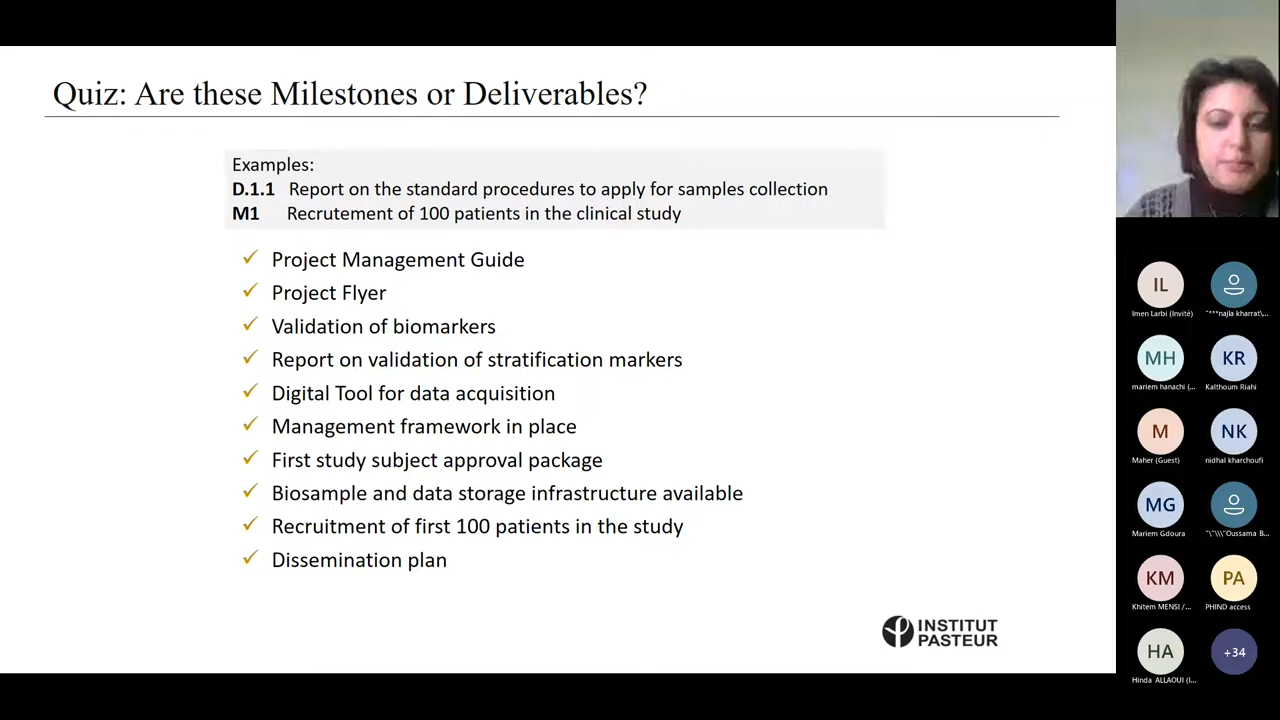 Quiz: Are these Milestones or Deliverables?
Examples:
D.1.1 Report on the standard procedures to apply for samples collection
M1 Recrutement of 100 patients in the clinical study
✓ Project Management Guide
✓ Project Flyer
✓ Validation of biomarkers
✓ Report on validation of stratification markers
✓ Digital Tool for data acquisition
✓ Management framework in place
✓ First study subject approval package
✓ Biosample and data storage infrastructure available
✓ Recruitment of first 100 patients in the study
✓ Dissemination plan
INSTITUT
PASTEUR
IL
Imen Larbi (Invité)
"***najla kharrat\...
MH
KR
mariem hanachi (...
Kalthoum Riahi
M
NK
Maher (Guest)
nidhal kharchoufi
MG
Mariem Gdoura
"\"\\\"Oussama B...
KM
PA
Khitem MENSI /...
PHIND access
HA
+34
Hinda ALLAOUI (I...